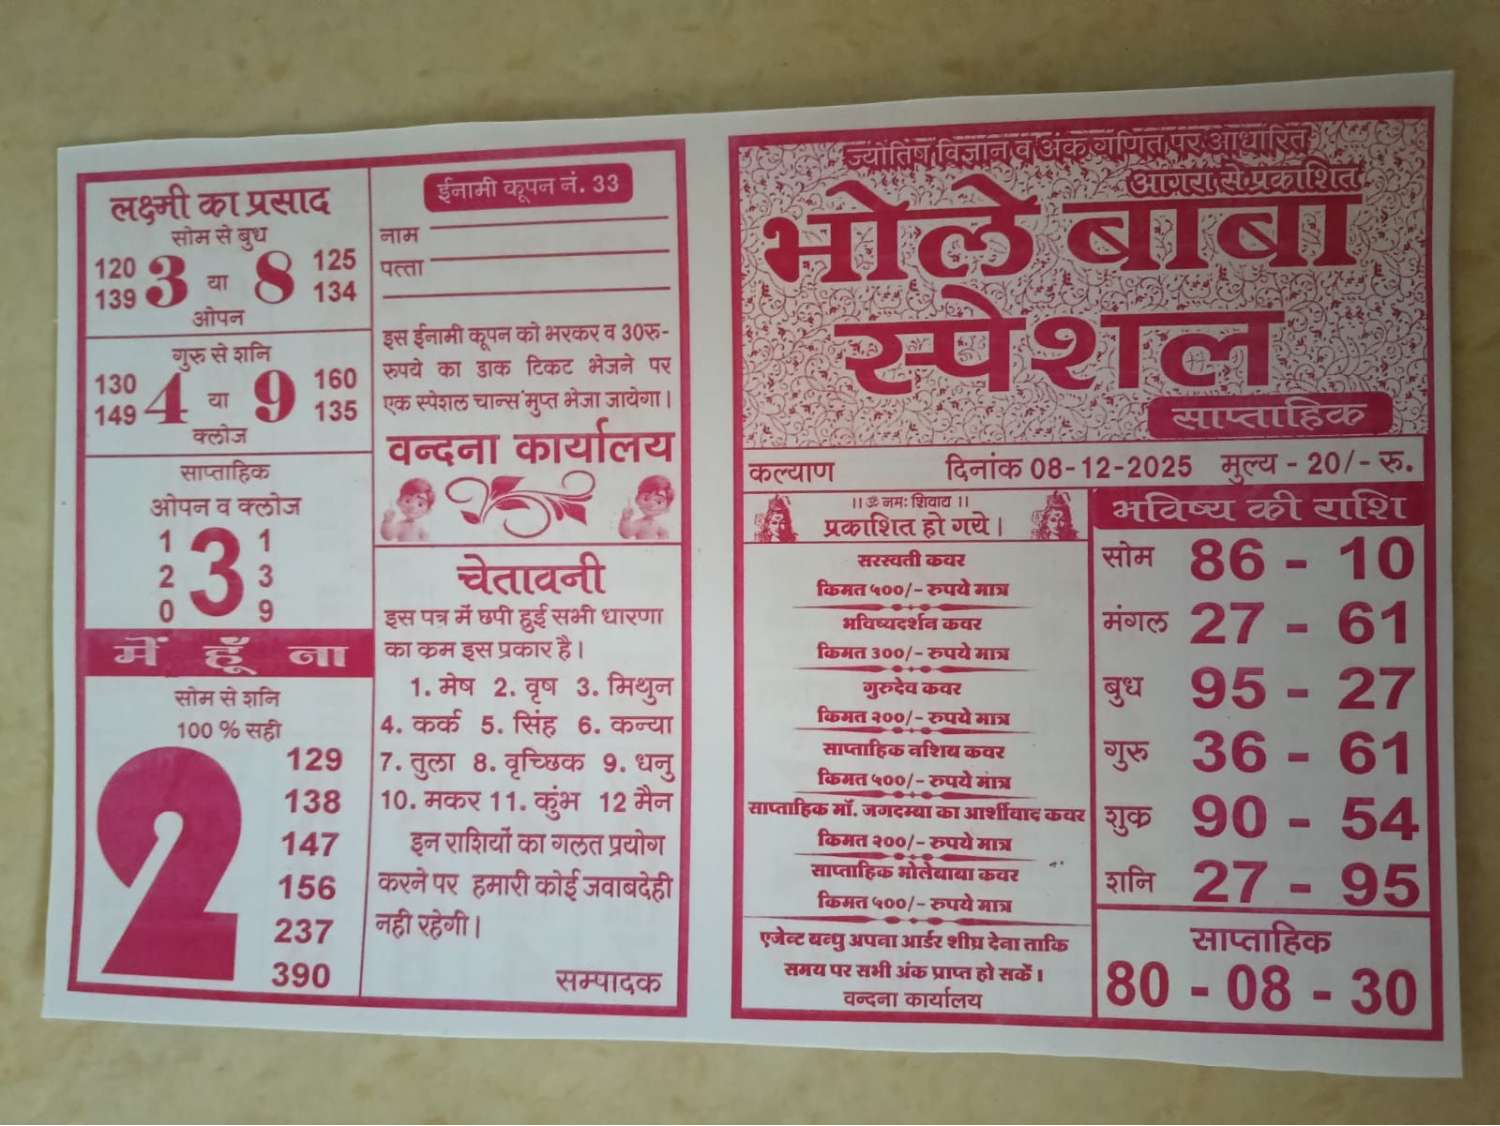 लक्ष्मी का प्रसाद
सोम से बुध
120 3 या 8 125
139 134
ओपन
गुरु से शनि
130 4 या 9 160
149 135
क्लोज
साप्ताहिक
ओपन व क्लोज
1 3 1
2 3
0 9
में हूँ ना
सोम से शनि
100 % सही
2
129
138
147
156
237
390
ईनामी कूपन नं. 33
नाम
पत्ता
इस ईनामी कूपन को भरकर व 30रु-
रुपये का डाक टिकट भेजने पर
एक स्पेशल चान्स मुप्त भेजा जायेगा।
वन्दना कार्यालय
चेतावनी
इस पत्र में छपी हुई सभी धारणा
का क्रम इस प्रकार है।
1. मेष 2. वृष 3. मिथुन
4. कर्क 5. सिंह 6. कन्या
7. तुला 8. वृच्छिक 9. धनु
10. मकर 11. कुंभ 12 मैन
इन राशियों का गलत प्रयोग
करने पर हमारी कोई जवाबदेही
नही रहेगी।
सम्पादक
ज्योतिष विज्ञान व अंक गणित पर आधारित
आगरा से प्रकाशित
भोले बाबा
स्पेशल
साप्ताहिक
कल्याण दिनांक 08-12-2025 मुल्य - 20/- रु.
।। ॐ नमः शिवाय ।।
प्रकाशित हो गये।
सरस्वती कवर
किमत ५००/- रुपये मात्र
भविष्यदर्शन कवर
किमत ३००/- रुपये मात्र
गुरुदेव कवर
किमत २००/- रुपये मात्र
साप्ताहिक नशिब कवर
किमत ५००/- रुपये मात्र
साप्ताहिक मॉ. जगदम्बा का आर्शीवाद कवर
किमत २००/- रुपये मात्र
साप्ताहिक भोलेबाबा कवर
किमत ५००/- रुपये मात्र
एजेन्ट बन्धु अपना आर्डर शीघ्र देना ताकि
समय पर सभी अंक प्राप्त हो सकें।
वन्दना कार्यालय
भविष्य की राशि
सोम 86 - 10
मंगल 27 - 61
बुध 95 - 27
गुरु 36 - 61
शुक्र 90 - 54
शनि 27 - 95
साप्ताहिक
80 - 08 - 30